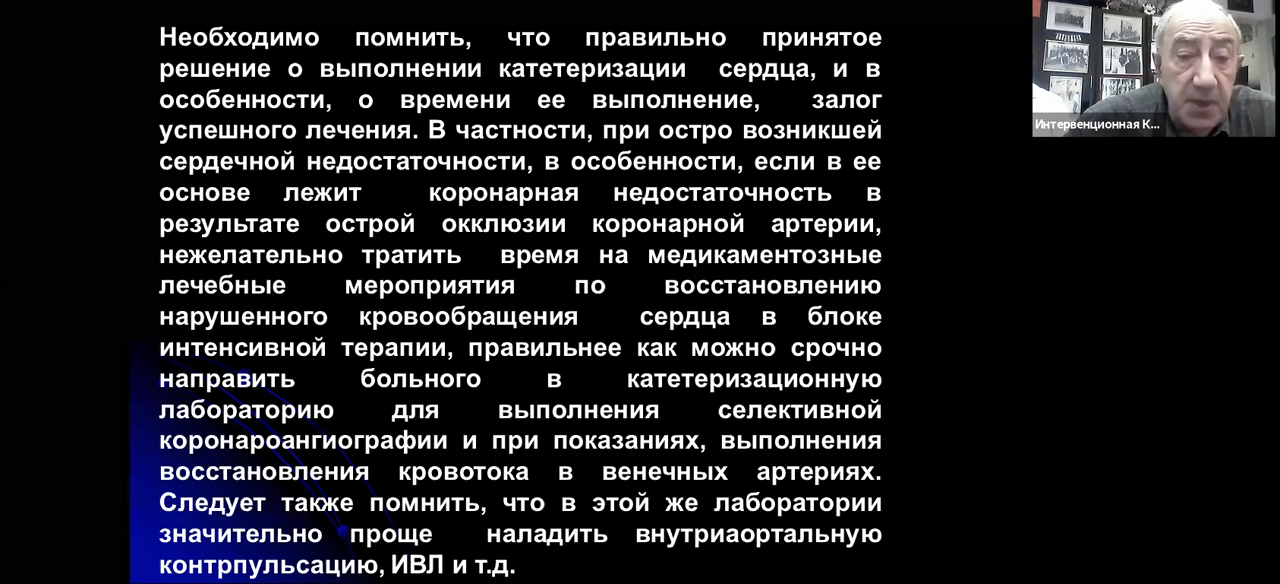 Необходимо помнить, что правильно принятое
решение о выполнении катетеризации сердца, и в
особенности, о времени ее выполнение, залог
успешного лечения. В частности, при остро возникшей
сердечной недостаточности, в особенности, если в ее
основе лежит коронарная недостаточность в
результате острой окклюзии коронарной артерии,
нежелательно тратить время на медикаментозные
лечебные мероприятия по восстановлению
нарушенного кровообращения сердца в блоке
интенсивной терапии, правильнее как можно срочно
направить больного в катетеризационную
лабораторию для выполнения селективной
коронароангиографии и при показаниях, выполнения
восстановления кровотока в венечных артериях.
Следует также помнить, что в этой же лаборатории
значительно проще наладить внутриаортальную
контрпульсацию, ИВЛ и т.д.
Интервенционная К...